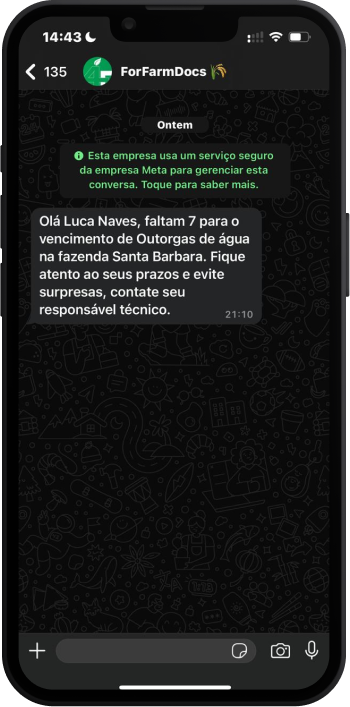 14:43
135
ForFarmDocs 🌾
Ontem
Esta empresa usa um serviço seguro
da empresa Meta para gerenciar esta
conversa. Toque para saber mais.
Olá Luca Naves, faltam 7 para o
vencimento de Outorgas de água
na fazenda Santa Barbara. Fique
atento ao seus prazos e evite
surpresas, contate seu
responsável técnico.
21:10